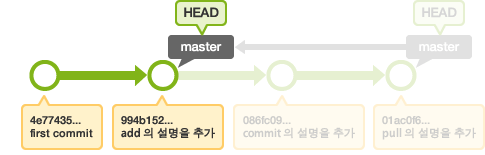 HEAD
HEAD
master
master
4e77435...
first commit
994b152...
add 의 설명을 추가
086fc09...
commit 의 설명을 추가
01ac0f6...
pull 의 설명을 추가